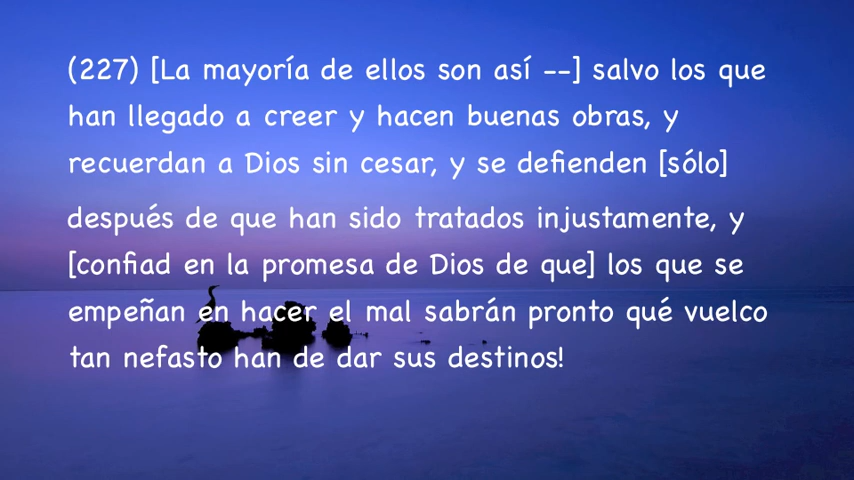 (227) [La mayoría de ellos son así --] salvo los que
han llegado a creer y hacen buenas obras, y
recuerdan a Dios sin cesar, y se defienden [sólo]
después de que han sido tratados injustamente, y
[confiad en la promesa de Dios de que] los que se
empeñan en hacer el mal sabrán pronto qué vuelco
tan nefasto han de dar sus destinos!